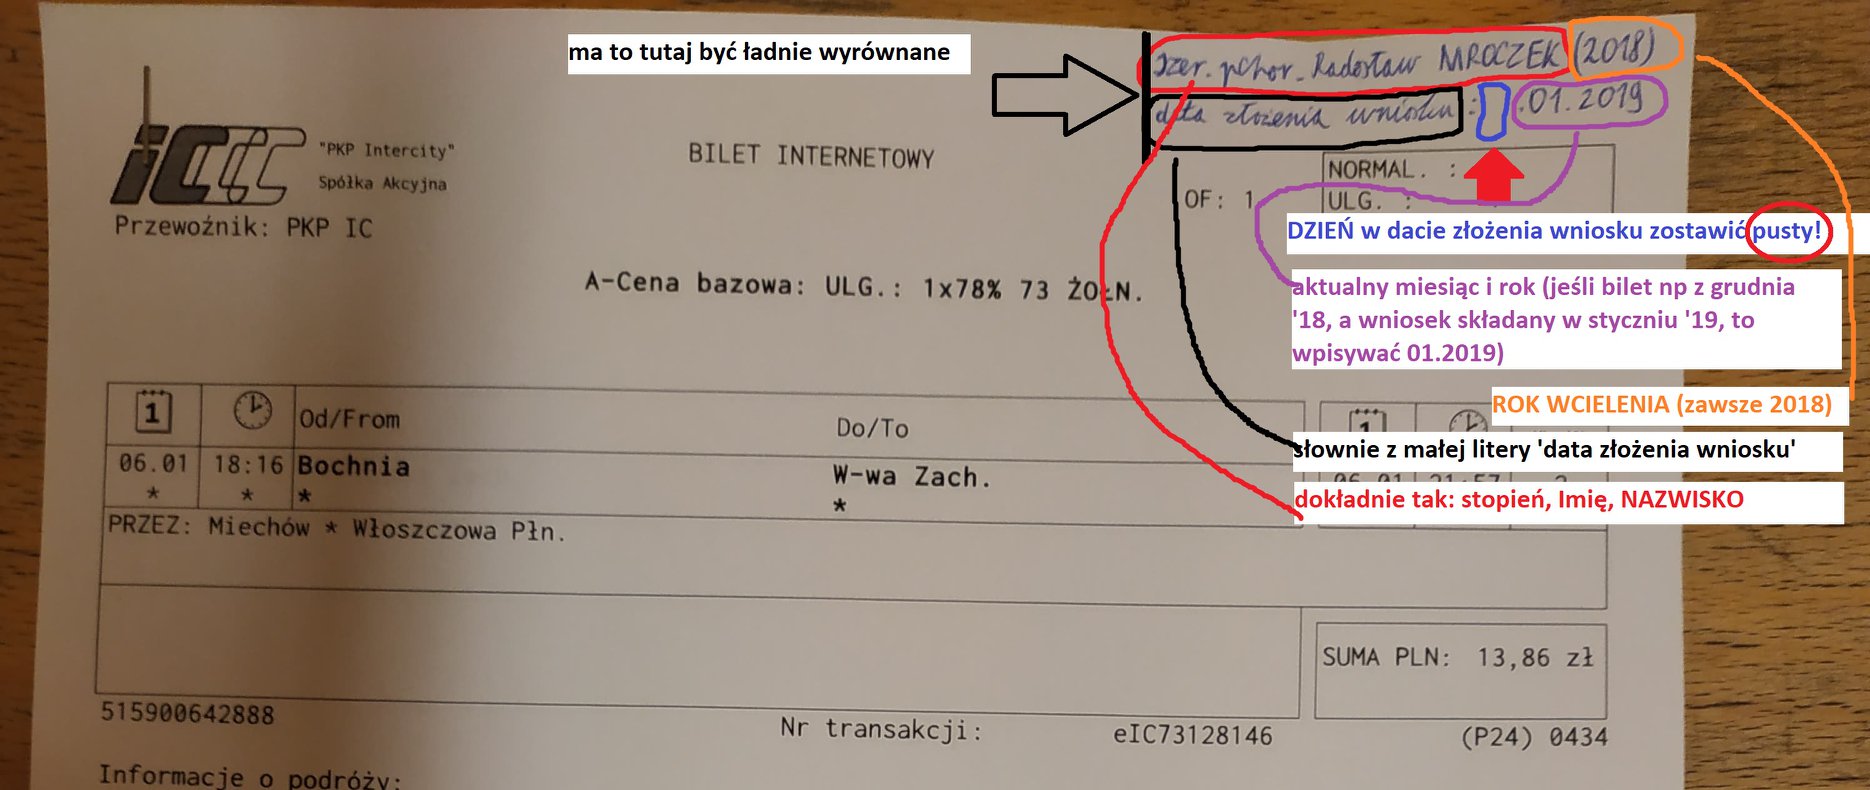 ma to tutaj być ładnie wyrównane
szer. pchor. Radosław MROCZEK (2018)
data złożenia wniosku: .01.2019
"PKP Intercity"
Spółka Akcyjna
Przewoźnik: PKP IC
BILET INTERNETOWY
OF: 1
NORMAL. :
ULG. :
DZIEŃ w dacie złożenia wniosku zostawić pusty!
A-Cena bazowa: ULG.: 1x78% 73 ŻOŁN.
aktualny miesiąc i rok (jeśli bilet np z grudnia
'18, a wniosek składany w styczniu '19, to
wpisywać 01.2019)
ROK WCIELENIA (zawsze 2018)
słownie z małej litery 'data złożenia wniosku'
dokładnie tak: stopień, Imię, NAZWISKO
1 Od/From Do/To 1
06.01 18:16 Bochnia W-wa Zach.
* * * *
PRZEZ: Miechów * Włoszczowa Płn.
SUMA PLN: 13,86 zł
515900642888 Nr transakcji: eIC73128146 (P24) 0434
Informacje o podróży: